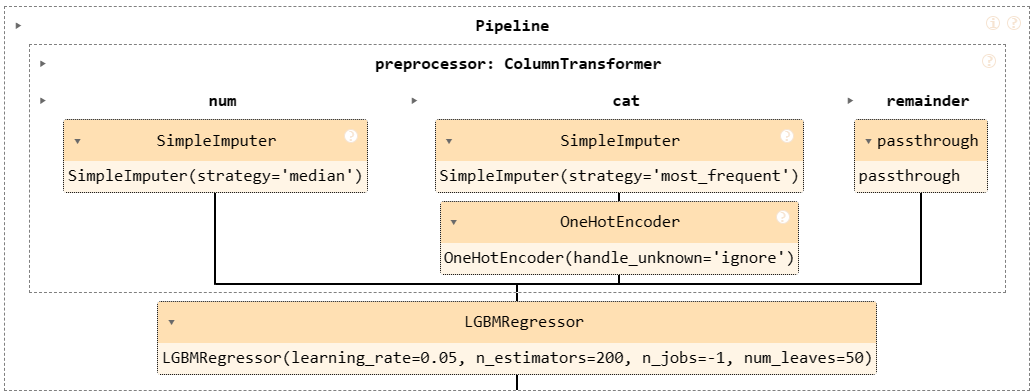 Pipeline
preprocessor: ColumnTransformer
num cat remainder
SimpleImputer SimpleImputer passthrough
SimpleImputer(strategy='median') SimpleImputer(strategy='most_frequent') passthrough
OneHotEncoder
OneHotEncoder(handle_unknown='ignore')
LGBMRegressor
LGBMRegressor(learning_rate=0.05, n_estimators=200, n_jobs=-1, num_leaves=50)